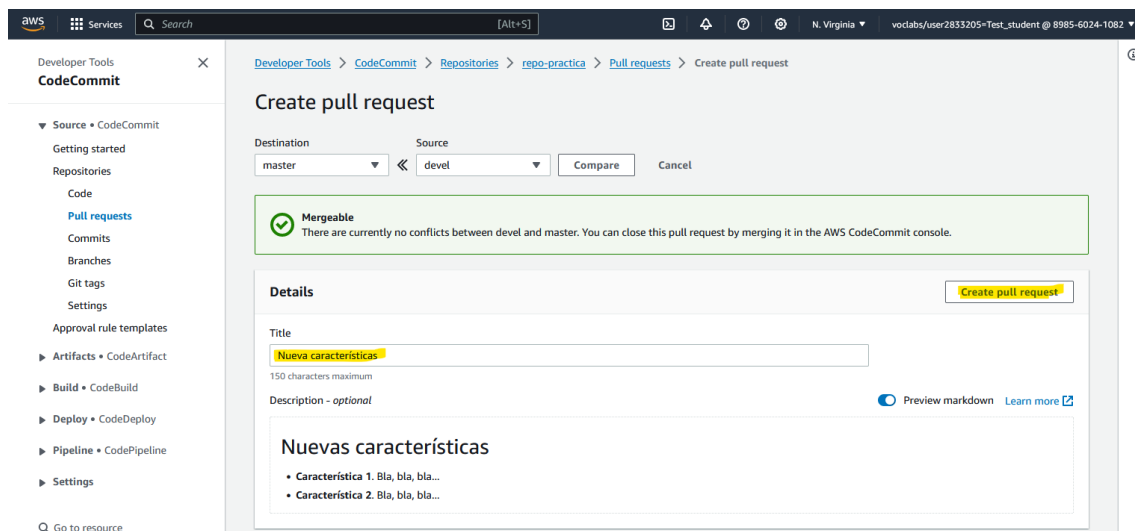 aws Services Search [Alt+S] N. Virginia voclabs/user2833205=Test_student @ 8985-6024-1082
Developer Tools
CodeCommit
Source • CodeCommit
Getting started
Repositories
Code
Pull requests
Commits
Branches
Git tags
Settings
Approval rule templates
Artifacts • CodeArtifact
Build • CodeBuild
Deploy • CodeDeploy
Pipeline • CodePipeline
Settings
Go to resource
Developer Tools > CodeCommit > Repositories > repo-practica > Pull requests > Create pull request
Create pull request
Destination Source
master devel Compare Cancel
Mergeable
There are currently no conflicts between devel and master. You can close this pull request by merging it in the AWS CodeCommit console.
Details Create pull request
Title
Nueva características
150 characters maximum
Description - optional Preview markdown Learn more
Nuevas características
• Característica 1. Bla, bla, bla...
• Característica 2. Bla, bla, bla...